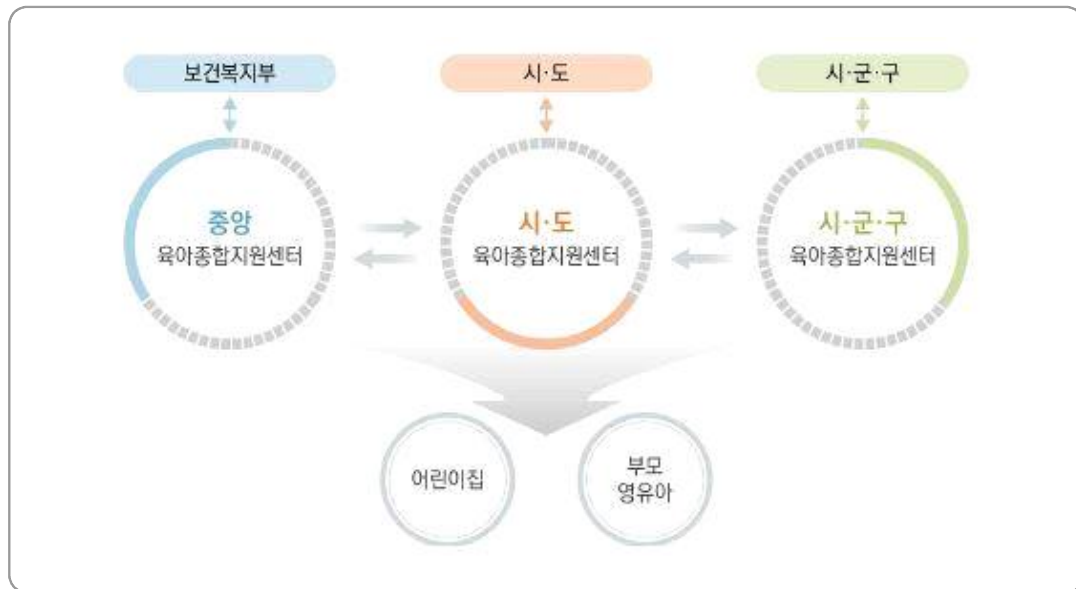 보건복지부
시·도
시·군·구
중앙
육아종합지원센터
시·도
육아종합지원센터
시·군·구
육아종합지원센터
어린이집
부모
영유아